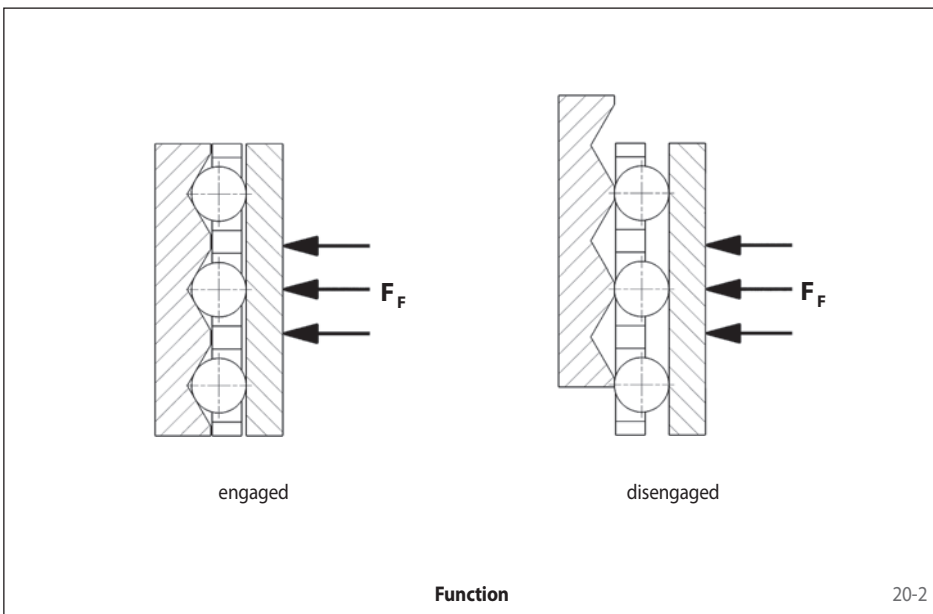 F_F
F_F
engaged
disengaged
Function
20-2